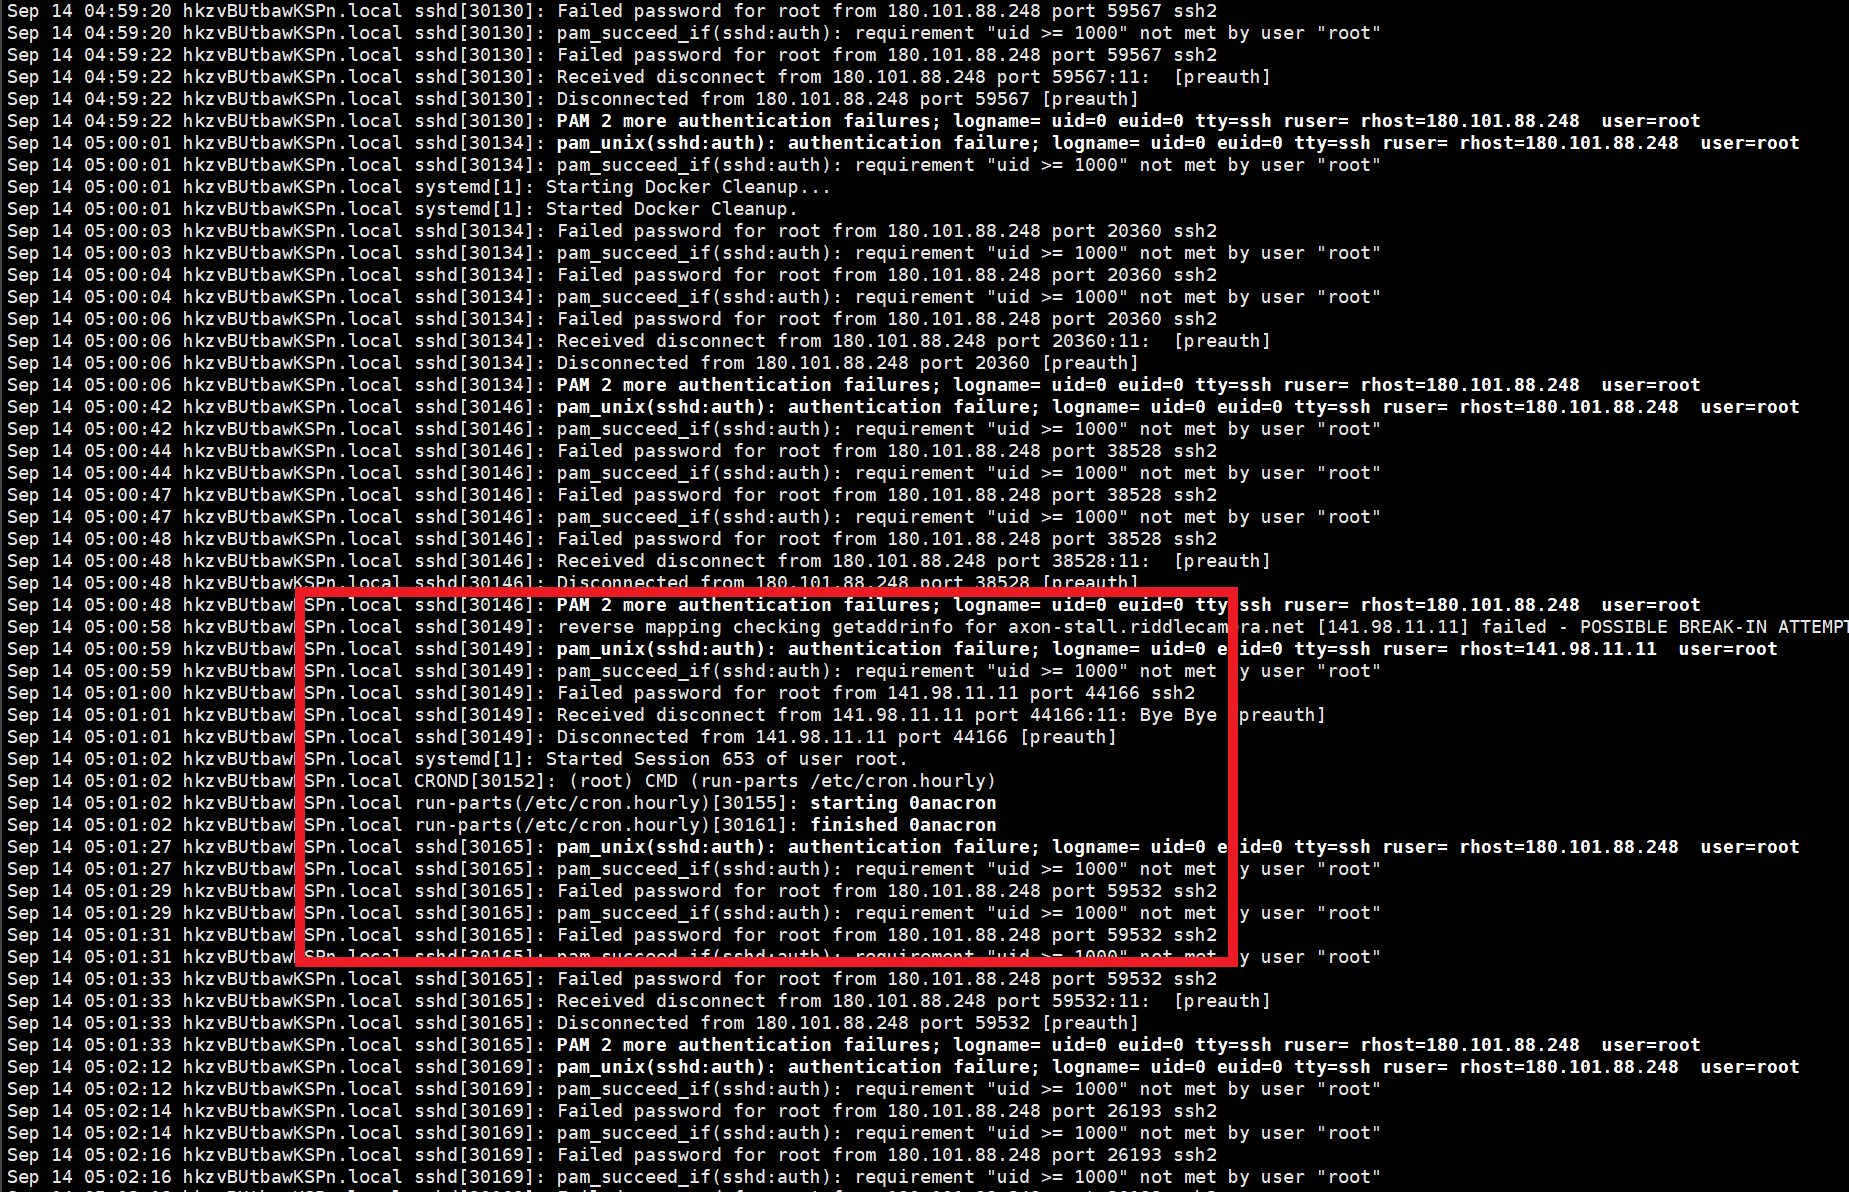 Sep 14 04:59:20 hkzvBUtbawKSPn.local sshd[30130]: Failed password for root from 180.101.88.248 port 59567 ssh2
Sep 14 04:59:20 hkzvBUtbawKSPn.local sshd[30130]: pam_succeed_if(sshd:auth): requirement "uid >= 1000" not met by user "root"
Sep 14 04:59:22 hkzvBUtbawKSPn.local sshd[30130]: Failed password for root from 180.101.88.248 port 59567 ssh2
Sep 14 04:59:22 hkzvBUtbawKSPn.local sshd[30130]: Received disconnect from 180.101.88.248 port 59567:11:  [preauth]
Sep 14 04:59:22 hkzvBUtbawKSPn.local sshd[30130]: Disconnected from 180.101.88.248 port 59567 [preauth]
Sep 14 04:59:22 hkzvBUtbawKSPn.local sshd[30130]: PAM 2 more authentication failures; logname= uid=0 euid=0 tty=ssh ruser= rhost=180.101.88.248  user=root
Sep 14 05:00:01 hkzvBUtbawKSPn.local sshd[30134]: pam_unix(sshd:auth): authentication failure; logname= uid=0 euid=0 tty=ssh ruser= rhost=180.101.88.248  user=root
Sep 14 05:00:01 hkzvBUtbawKSPn.local sshd[30134]: pam_succeed_if(sshd:auth): requirement "uid >= 1000" not met by user "root"
Sep 14 05:00:01 hkzvBUtbawKSPn.local systemd[1]: Starting Docker Cleanup...
Sep 14 05:00:01 hkzvBUtbawKSPn.local systemd[1]: Started Docker Cleanup.
Sep 14 05:00:03 hkzvBUtbawKSPn.local sshd[30134]: Failed password for root from 180.101.88.248 port 20360 ssh2
Sep 14 05:00:03 hkzvBUtbawKSPn.local sshd[30134]: pam_succeed_if(sshd:auth): requirement "uid >= 1000" not met by user "root"
Sep 14 05:00:04 hkzvBUtbawKSPn.local sshd[30134]: Failed password for root from 180.101.88.248 port 20360 ssh2
Sep 14 05:00:04 hkzvBUtbawKSPn.local sshd[30134]: pam_succeed_if(sshd:auth): requirement "uid >= 1000" not met by user "root"
Sep 14 05:00:06 hkzvBUtbawKSPn.local sshd[30134]: Failed password for root from 180.101.88.248 port 20360 ssh2
Sep 14 05:00:06 hkzvBUtbawKSPn.local sshd[30134]: Received disconnect from 180.101.88.248 port 20360:11:  [preauth]
Sep 14 05:00:06 hkzvBUtbawKSPn.local sshd[30134]: Disconnected from 180.101.88.248 port 20360 [preauth]
Sep 14 05:00:06 hkzvBUtbawKSPn.local sshd[30134]: PAM 2 more authentication failures; logname= uid=0 euid=0 tty=ssh ruser= rhost=180.101.88.248  user=root
Sep 14 05:00:42 hkzvBUtbawKSPn.local sshd[30146]: pam_unix(sshd:auth): authentication failure; logname= uid=0 euid=0 tty=ssh ruser= rhost=180.101.88.248  user=root
Sep 14 05:00:42 hkzvBUtbawKSPn.local sshd[30146]: pam_succeed_if(sshd:auth): requirement "uid >= 1000" not met by user "root"
Sep 14 05:00:44 hkzvBUtbawKSPn.local sshd[30146]: Failed password for root from 180.101.88.248 port 38528 ssh2
Sep 14 05:00:44 hkzvBUtbawKSPn.local sshd[30146]: pam_succeed_if(sshd:auth): requirement "uid >= 1000" not met by user "root"
Sep 14 05:00:47 hkzvBUtbawKSPn.local sshd[30146]: Failed password for root from 180.101.88.248 port 38528 ssh2
Sep 14 05:00:47 hkzvBUtbawKSPn.local sshd[30146]: pam_succeed_if(sshd:auth): requirement "uid >= 1000" not met by user "root"
Sep 14 05:00:48 hkzvBUtbawKSPn.local sshd[30146]: Failed password for root from 180.101.88.248 port 38528 ssh2
Sep 14 05:00:48 hkzvBUtbawKSPn.local sshd[30146]: Received disconnect from 180.101.88.248 port 38528:11:  [preauth]
Sep 14 05:00:48 hkzvBUtbawKSPn.local sshd[30146]: Disconnected from 180.101.88.248 port 38528 [preauth]
Sep 14 05:00:48 hkzvBUtbawKSPn.local sshd[30146]: PAM 2 more authentication failures; logname= uid=0 euid=0 tty=ssh ruser= rhost=180.101.88.248  user=root
Sep 14 05:00:58 hkzvBUtbawKSPn.local sshd[30149]: reverse mapping checking getaddrinfo for axon-stall.riddlecamera.net [141.98.11.11] failed - POSSIBLE BREAK-IN ATTEMPT
Sep 14 05:00:59 hkzvBUtbawKSPn.local sshd[30149]: pam_unix(sshd:auth): authentication failure; logname= uid=0 euid=0 tty=ssh ruser= rhost=141.98.11.11  user=root
Sep 14 05:00:59 hkzvBUtbawKSPn.local sshd[30149]: pam_succeed_if(sshd:auth): requirement "uid >= 1000" not met by user "root"
Sep 14 05:01:00 hkzvBUtbawKSPn.local sshd[30149]: Failed password for root from 141.98.11.11 port 44166 ssh2
Sep 14 05:01:01 hkzvBUtbawKSPn.local sshd[30149]: Received disconnect from 141.98.11.11 port 44166:11: Bye Bye [preauth]
Sep 14 05:01:01 hkzvBUtbawKSPn.local sshd[30149]: Disconnected from 141.98.11.11 port 44166 [preauth]
Sep 14 05:01:02 hkzvBUtbawKSPn.local systemd[1]: Started Session 653 of user root.
Sep 14 05:01:02 hkzvBUtbawKSPn.local CROND[30152]: (root) CMD (run-parts /etc/cron.hourly)
Sep 14 05:01:02 hkzvBUtbawKSPn.local run-parts(/etc/cron.hourly)[30155]: starting 0anacron
Sep 14 05:01:02 hkzvBUtbawKSPn.local run-parts(/etc/cron.hourly)[30161]: finished 0anacron
Sep 14 05:01:27 hkzvBUtbawKSPn.local sshd[30165]: pam_unix(sshd:auth): authentication failure; logname= uid=0 euid=0 tty=ssh ruser= rhost=180.101.88.248  user=root
Sep 14 05:01:27 hkzvBUtbawKSPn.local sshd[30165]: pam_succeed_if(sshd:auth): requirement "uid >= 1000" not met by user "root"
Sep 14 05:01:29 hkzvBUtbawKSPn.local sshd[30165]: Failed password for root from 180.101.88.248 port 59532 ssh2
Sep 14 05:01:29 hkzvBUtbawKSPn.local sshd[30165]: pam_succeed_if(sshd:auth): requirement "uid >= 1000" not met by user "root"
Sep 14 05:01:31 hkzvBUtbawKSPn.local sshd[30165]: Failed password for root from 180.101.88.248 port 59532 ssh2
Sep 14 05:01:31 hkzvBUtbawKSPn.local sshd[30165]: pam_succeed_if(sshd:auth): requirement "uid >= 1000" not met by user "root"
Sep 14 05:01:33 hkzvBUtbawKSPn.local sshd[30165]: Failed password for root from 180.101.88.248 port 59532 ssh2
Sep 14 05:01:33 hkzvBUtbawKSPn.local sshd[30165]: Received disconnect from 180.101.88.248 port 59532:11:  [preauth]
Sep 14 05:01:33 hkzvBUtbawKSPn.local sshd[30165]: Disconnected from 180.101.88.248 port 59532 [preauth]
Sep 14 05:01:33 hkzvBUtbawKSPn.local sshd[30165]: PAM 2 more authentication failures; logname= uid=0 euid=0 tty=ssh ruser= rhost=180.101.88.248  user=root
Sep 14 05:02:12 hkzvBUtbawKSPn.local sshd[30169]: pam_unix(sshd:auth): authentication failure; logname= uid=0 euid=0 tty=ssh ruser= rhost=180.101.88.248  user=root
Sep 14 05:02:12 hkzvBUtbawKSPn.local sshd[30169]: pam_succeed_if(sshd:auth): requirement "uid >= 1000" not met by user "root"
Sep 14 05:02:14 hkzvBUtbawKSPn.local sshd[30169]: Failed password for root from 180.101.88.248 port 26193 ssh2
Sep 14 05:02:14 hkzvBUtbawKSPn.local sshd[30169]: pam_succeed_if(sshd:auth): requirement "uid >= 1000" not met by user "root"
Sep 14 05:02:16 hkzvBUtbawKSPn.local sshd[30169]: Failed password for root from 180.101.88.248 port 26193 ssh2
Sep 14 05:02:16 hkzvBUtbawKSPn.local sshd[30169]: pam_succeed_if(sshd:auth): requirement "uid >= 1000" not met by user "root"